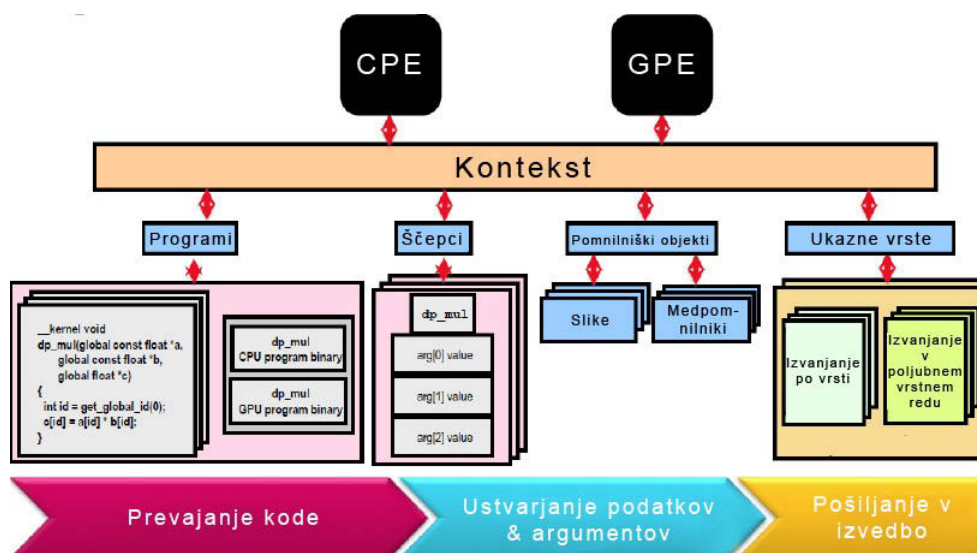 CPE
GPE
Kontekst
Programi
Ščepci
Pomnilniški objekti
Ukazne vrste
__kernel void
dp_mul(global const float *a,
global const float *b,
global float *c)
{
int id = get_global_id(0);
c[id] = a[id] * b[id];
}
dp_mul
CPU program binary
dp_mul
GPU program binary
dp_mul
arg[0] value
arg[1] value
arg[2] value
Slike
Medpom-
nilniki
Izvanjanje
po vrsti
Izvanjanje
v
poljubnem
vrstnem
redu
Prevajanje kode
Ustvarjanje podatkov
& argumentov
Pošiljanje v
izvedbo